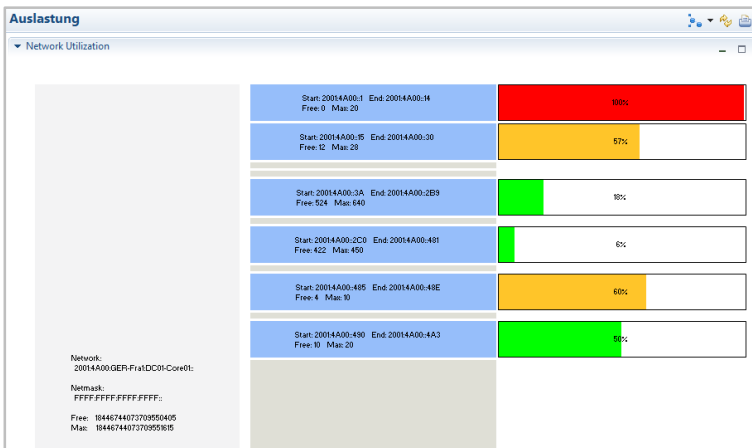 Auslastung
Network Utilization
Start: 2001:4A00::1 End: 2001:4A00::14
Free: 0 Max: 20
100%
Start: 2001:4A00::15 End: 2001:4A00::30
Free: 12 Max: 28
57%
Start: 2001:4A00::3A End: 2001:4A00::2B9
Free: 524 Max: 640
18%
Start: 2001:4A00::2C0 End: 2001:4A00::481
Free: 422 Max: 450
6%
Start: 2001:4A00::485 End: 2001:4A00::48E
Free: 4 Max: 10
60%
Start: 2001:4A00::490 End: 2001:4A00::4A3
Free: 10 Max: 20
50%
Network:
2001:4A00:GER-Fra1:DC01-Core01::
Netmask:
FFFF:FFFF:FFFF:FFFF::
Free: 18446744073709550405
Max: 18446744073709551615